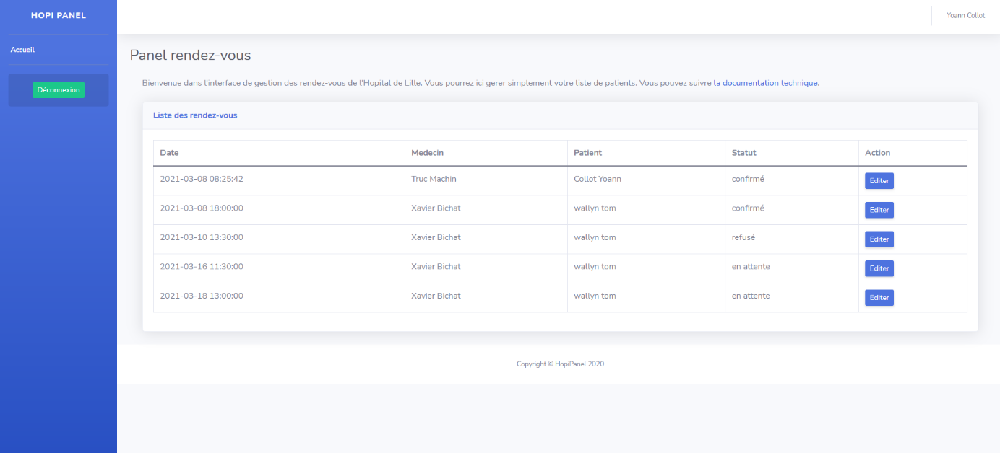 HOPI PANEL
Yoann Collot
Accueil
Déconnexion
Panel rendez-vous
Bienvenue dans l'interface de gestion des rendez-vous de l'Hopital de Lille. Vous pourrez ici gerer simplement votre liste de patients. Vous pouvez suivre la documentation technique.
Liste des rendez-vous
Date Medecin Patient Statut Action
2021-03-08 08:25:42 Truc Machin Collot Yoann confirmé Editer
2021-03-08 18:00:00 Xavier Bichat wallyn tom confirmé Editer
2021-03-10 13:30:00 Xavier Bichat wallyn tom refusé Editer
2021-03-16 11:30:00 Xavier Bichat wallyn tom en attente Editer
2021-03-18 13:00:00 Xavier Bichat wallyn tom en attente Editer
Copyright © HopiPanel 2020